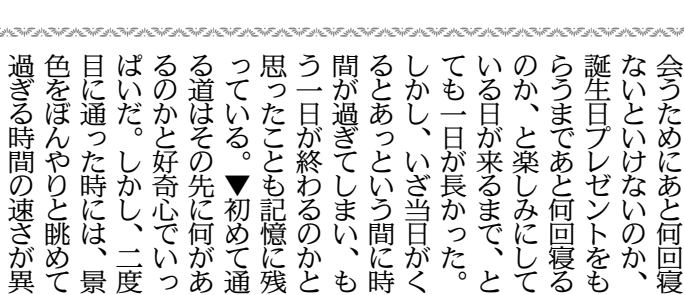 会うためにあと何回寝
ないといけないのか、
誕生日プレゼントをも
らうまであと何回寝る
のか、と楽しみにして
いる日が来るまで、と
ても一日が長かった。
しかし、いざ当日がく
るとあっという間に時
間が過ぎてしまい、も
う一日が終わるのかと
思ったことも記憶に残
っている。▼初めて通
る道はその先に何があ
るのかと好奇心でいっ
ぱいだ。しかし、二度
目に通った時には、景
色をぼんやりと眺めて
過ぎる時間の速さが異